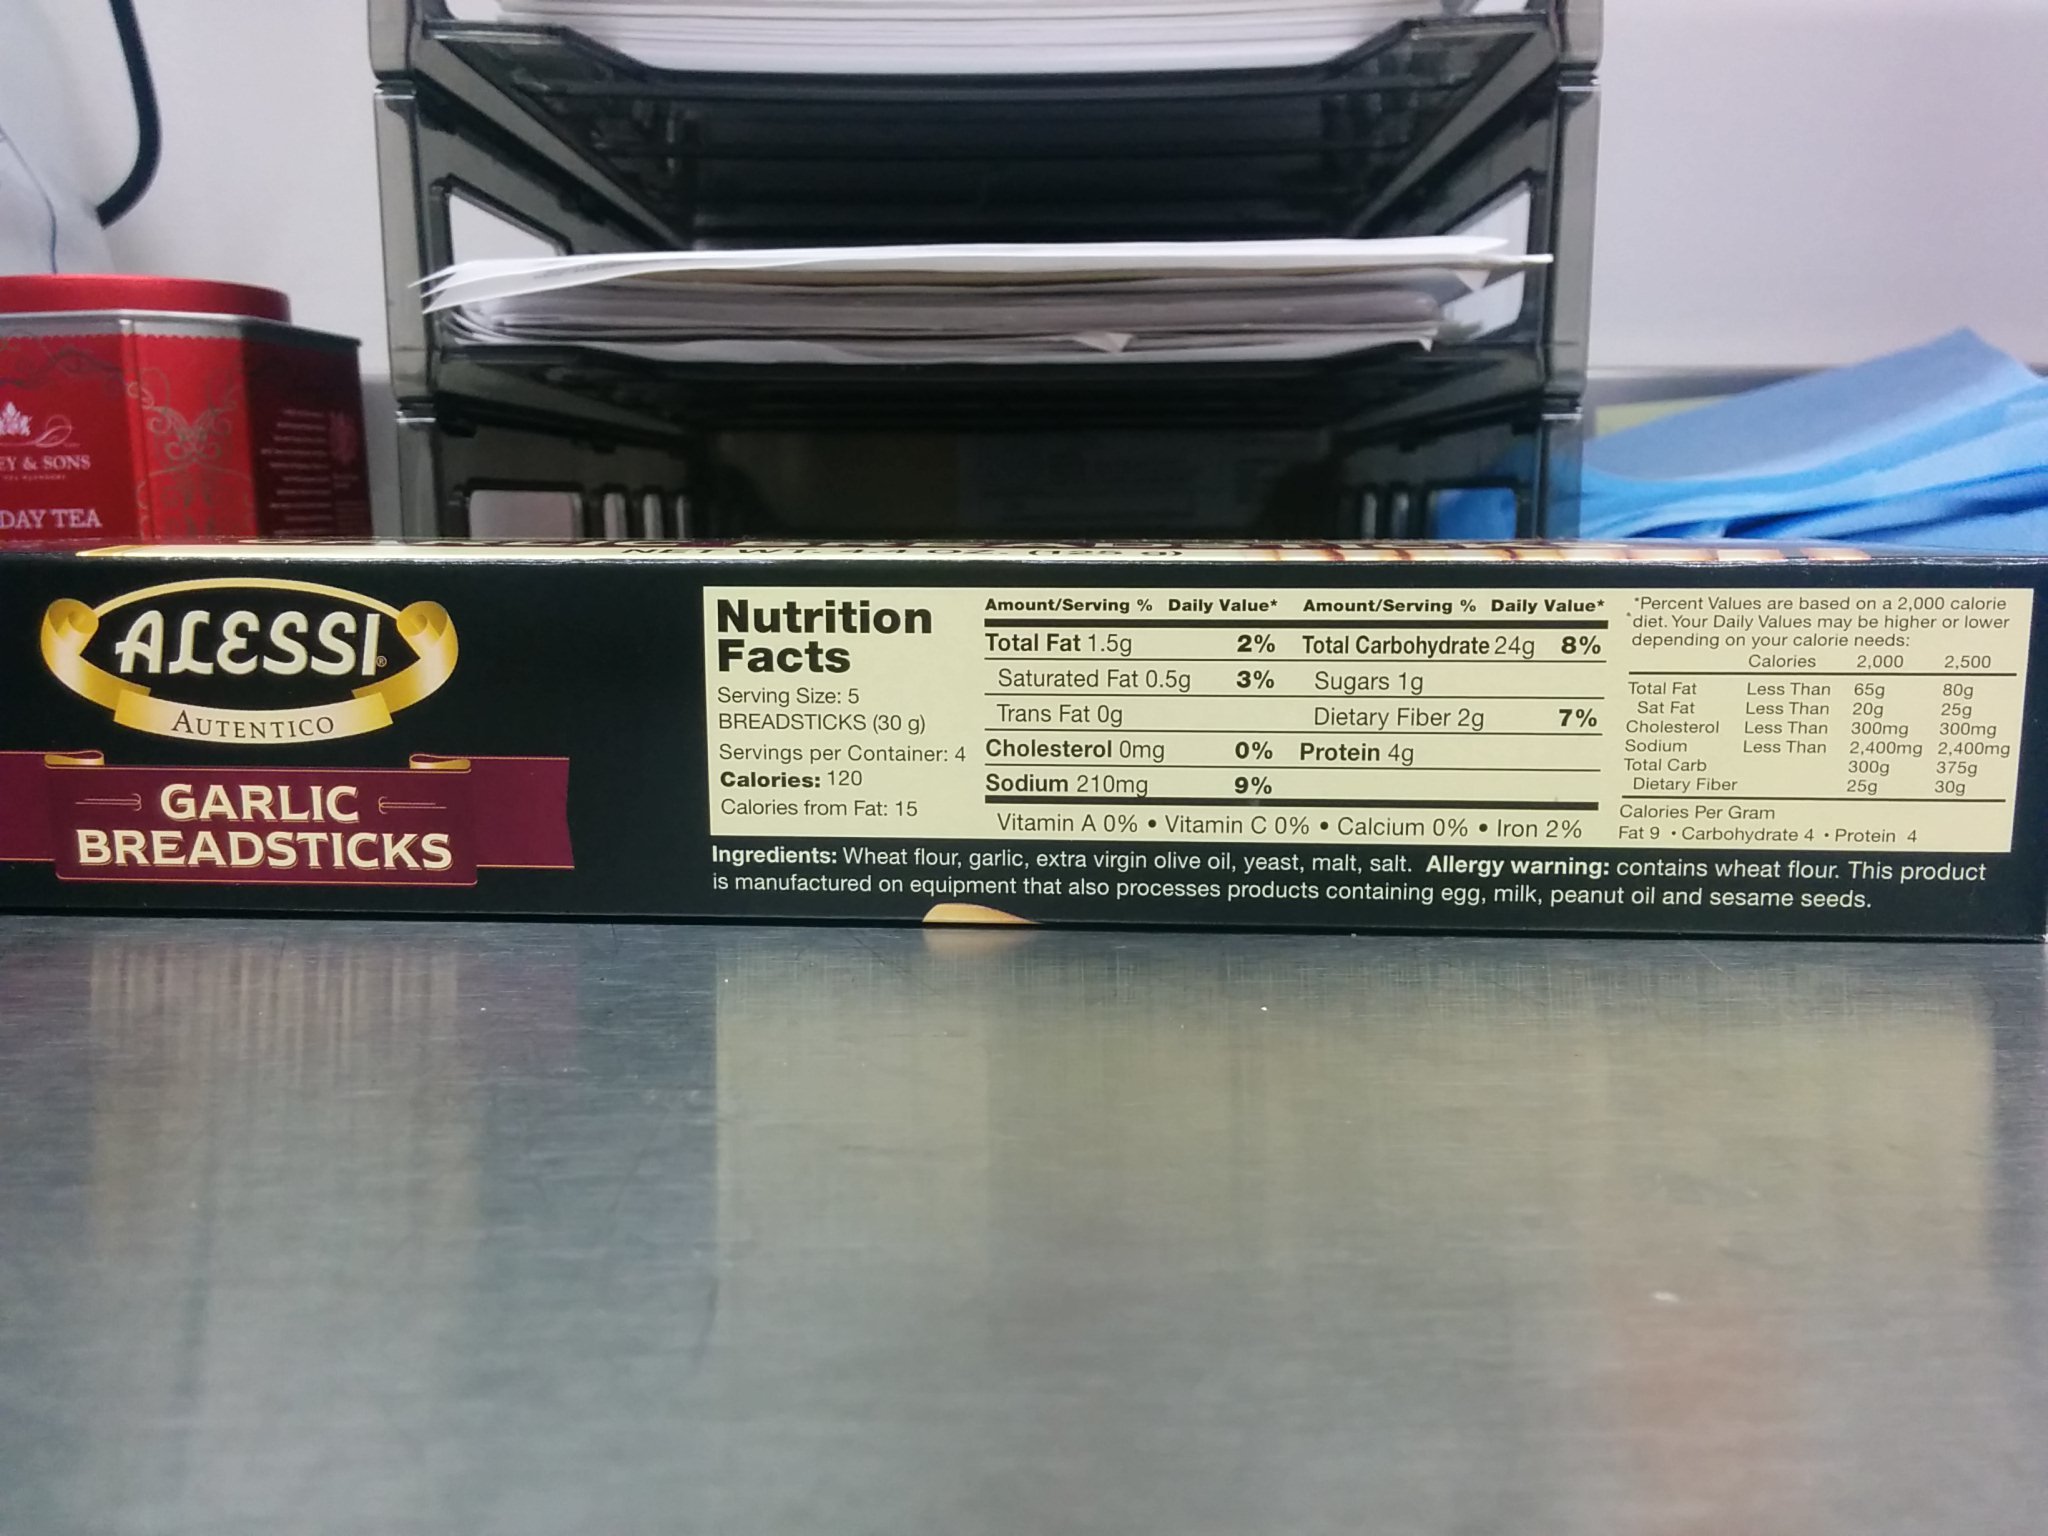 EY & SONS
DAY TEA
NET WT. 4.4 OZ. (125 g)
ALESSI®
AUTENTICO
GARLIC
BREADSTICKS
Nutrition
Facts
Serving Size: 5
BREADSTICKS (30 g)
Servings per Container: 4
Calories: 120
Calories from Fat: 15
Amount/Serving % Daily Value* Amount/Serving % Daily Value*
Total Fat 1.5g 2% Total Carbohydrate 24g 8%
Saturated Fat 0.5g 3% Sugars 1g
Trans Fat 0g Dietary Fiber 2g 7%
Cholesterol 0mg 0% Protein 4g
Sodium 210mg 9%
Vitamin A 0% • Vitamin C 0% • Calcium 0% • Iron 2%
*Percent Values are based on a 2,000 calorie
*diet. Your Daily Values may be higher or lower
depending on your calorie needs:
Calories 2,000 2,500
Total Fat Less Than 65g 80g
Sat Fat Less Than 20g 25g
Cholesterol Less Than 300mg 300mg
Sodium Less Than 2,400mg 2,400mg
Total Carb 300g 375g
Dietary Fiber 25g 30g
Calories Per Gram
Fat 9 • Carbohydrate 4 • Protein 4
Ingredients: Wheat flour, garlic, extra virgin olive oil, yeast, malt, salt. Allergy warning: contains wheat flour. This product
is manufactured on equipment that also processes products containing egg, milk, peanut oil and sesame seeds.